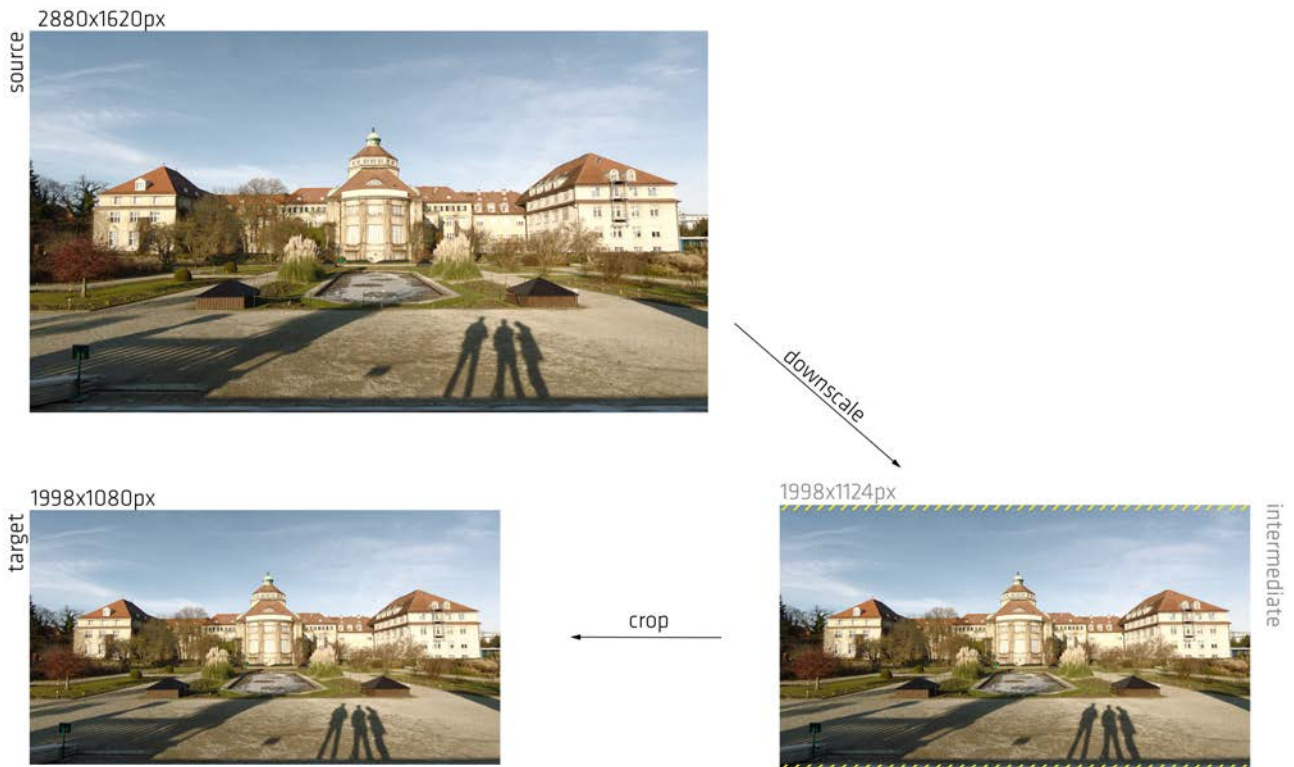 2880x1620px
source
downscale
1998x1080px
target
crop
1998x1124px
intermediate